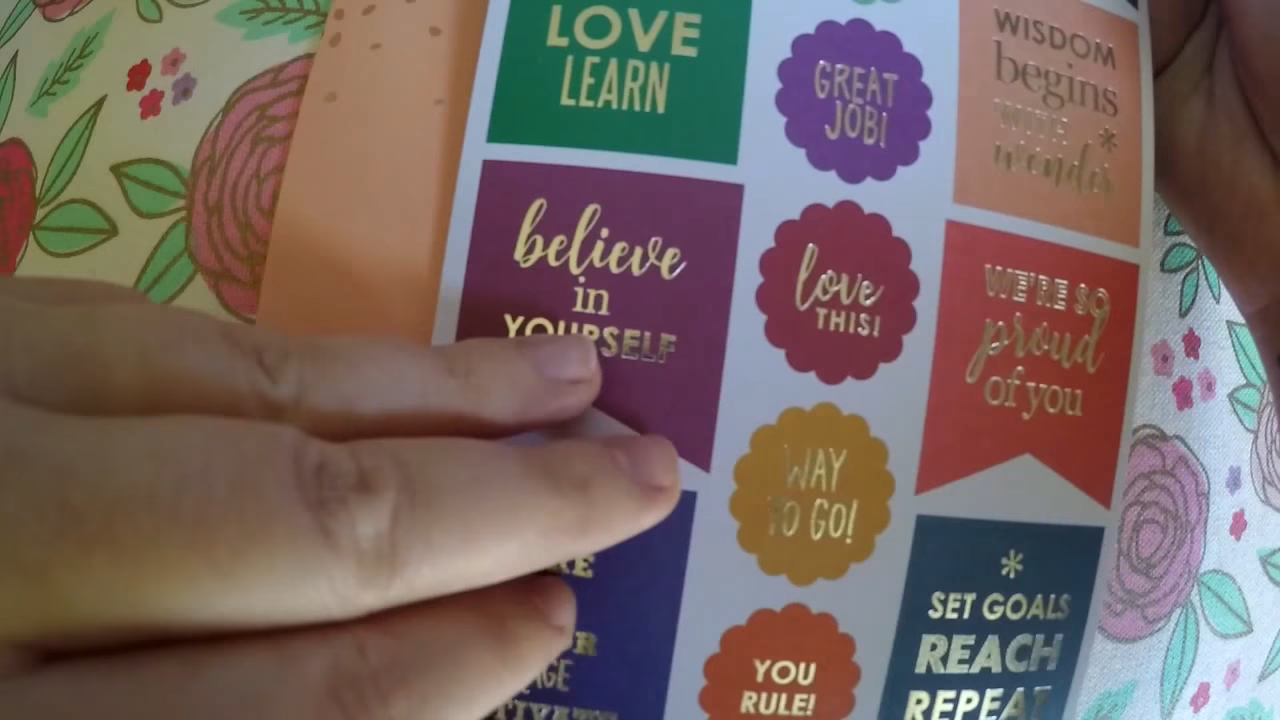 LOVE
LEARN
believe
in
YOURSELF
GREAT
JOB!
love
THIS!
WAY
TO GO!
YOU
RULE!
WISDOM
begins
WITH
wonder
WE'RE SO
proud
of you
SET GOALS
REACH
REPEAT